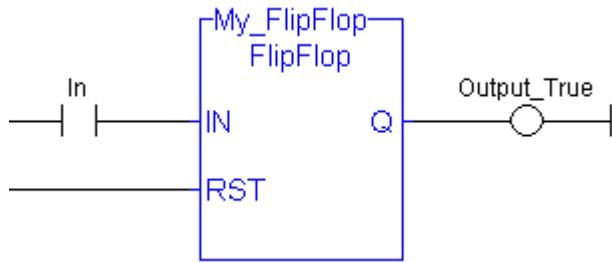 My_FlipFlop
FlipFlop
In
Output_True
IN
Q
RST